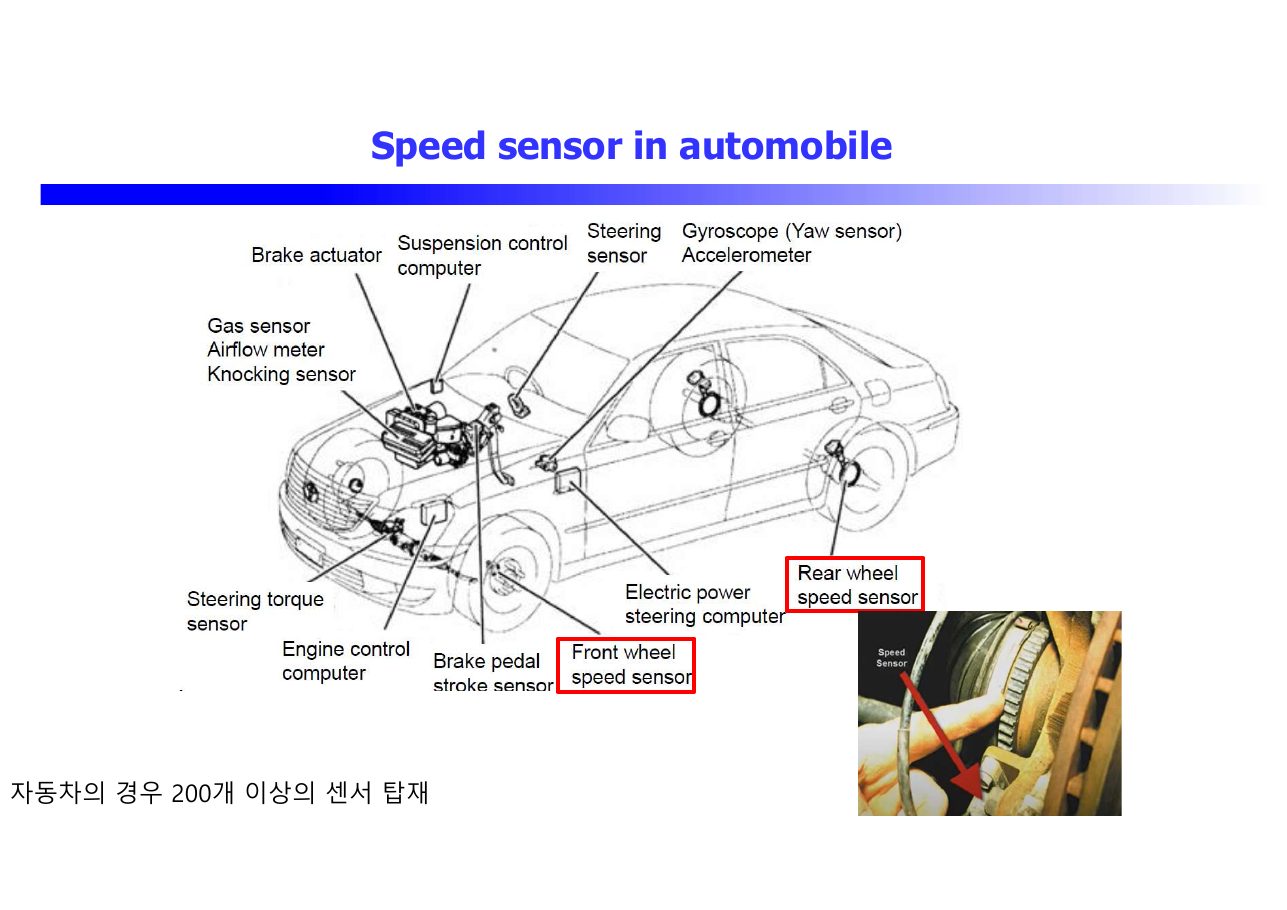 Speed sensor in automobile
Brake actuator
Suspension control
computer
Steering
sensor
Gyroscope (Yaw sensor)
Accelerometer
Gas sensor
Airflow meter
Knocking sensor
Steering torque
sensor
Engine control
computer
Brake pedal
stroke sensor
Front wheel
speed sensor
Electric power
steering computer
Rear wheel
speed sensor
Speed
Sensor
자동차의 경우 200개 이상의 센서 탑재